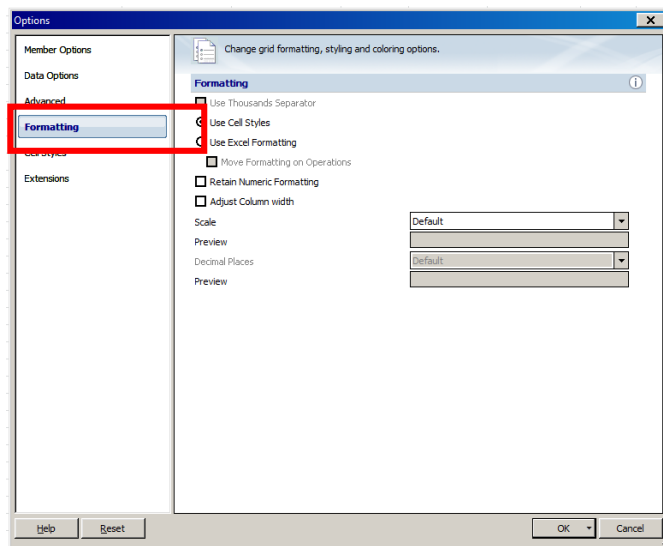 Options
Member Options
Data Options
Advanced
Formatting
Cell Styles
Extensions
Change grid formatting, styling and coloring options.
Formatting
Use Thousands Separator
Use Cell Styles
Use Excel Formatting
Move Formatting on Operations
Retain Numeric Formatting
Adjust Column width
Scale Default
Preview
Decimal Places Default
Preview
Help Reset OK Cancel